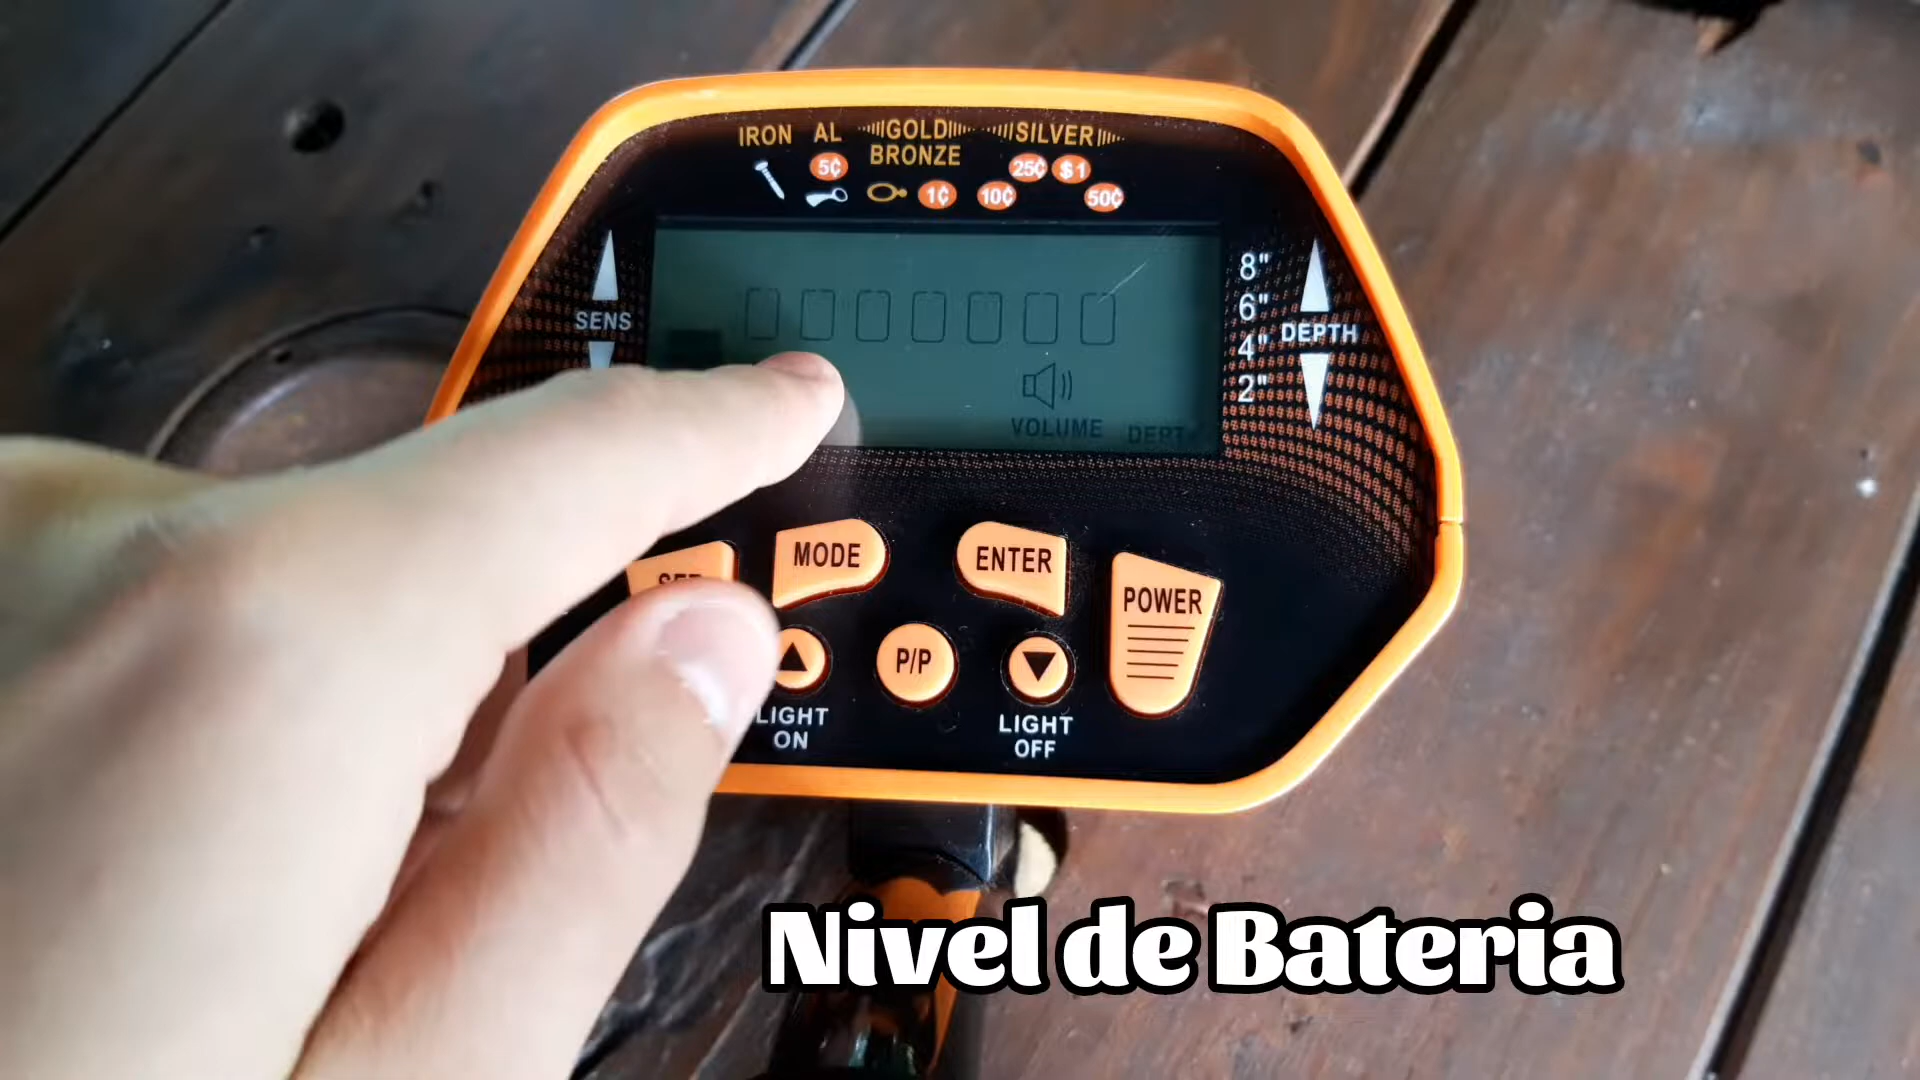 IRON AL GOLD SILVER
BRONZE
5¢ 25¢ $1
1¢ 10¢ 50¢
8"
6"
SENS
DEPTH
4"
2"
VOLUME
MODE
ENTER
POWER
P/P
LIGHT
ON
LIGHT
OFF
Nivel de Bateria